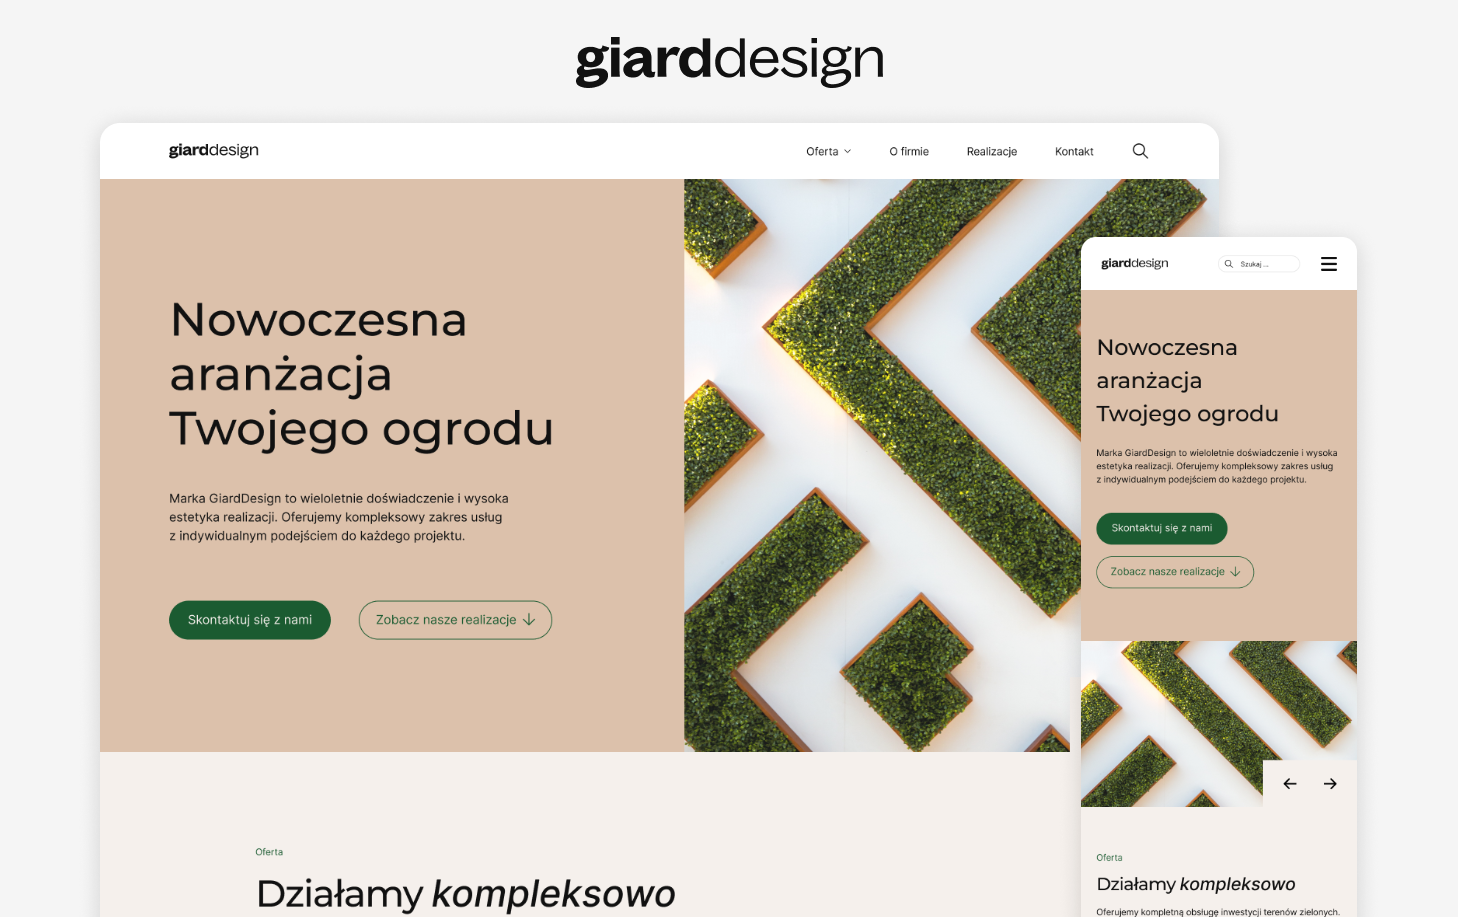 giarddesign
giarddesign
Oferta
O firmie
Realizacje
Kontakt
Nowoczesna
aranżacja
Twojego ogrodu
Marka GiardDesign to wieloletnie doświadczenie i wysoka
estetyka realizacji. Oferujemy kompleksowy zakres usług
z indywidualnym podejściem do każdego projektu.
Skontaktuj się z nami
Zobacz nasze realizacje
Oferta
Działamy kompleksowo
giarddesign
Szukaj ...
Nowoczesna
aranżacja
Twojego ogrodu
Marka GiardDesign to wieloletnie doświadczenie i wysoka
estetyka realizacji. Oferujemy kompleksowy zakres usług
z indywidualnym podejściem do każdego projektu.
Skontaktuj się z nami
Zobacz nasze realizacje
Oferta
Działamy kompleksowo
Oferujemy kompletną obsługę inwestycji terenów zielonych.